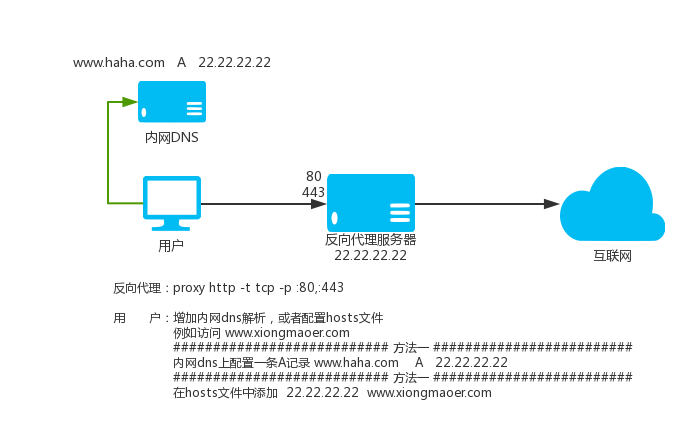 www.haha.com A 22.22.22.22
内网DNS
80
443
用户
反向代理服务器
22.22.22.22
互联网
反向代理：proxy http -t tcp -p :80,:443
用 户：增加内网dns解析，或者配置hosts文件
例如访问 www.xiongmaoer.com
########################### 方法一 #########################
内网dns上配置一条A记录 www.haha.com A 22.22.22.22
########################### 方法一 #########################
在hosts文件中添加 22.22.22.22 www.xiongmaoer.com